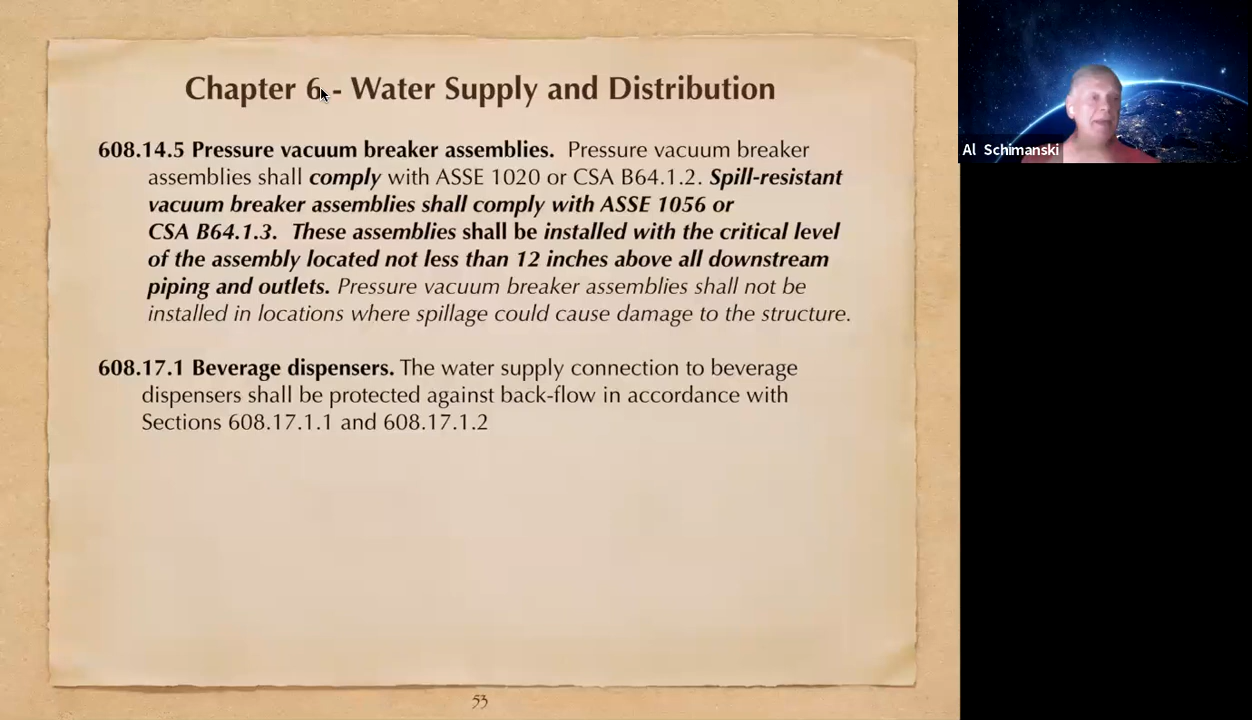 Chapter 6 - Water Supply and Distribution
608.14.5 Pressure vacuum breaker assemblies. Pressure vacuum breaker
assemblies shall comply with ASSE 1020 or CSA B64.1.2. Spill-resistant
vacuum breaker assemblies shall comply with ASSE 1056 or
CSA B64.1.3. These assemblies shall be installed with the critical level
of the assembly located not less than 12 inches above all downstream
piping and outlets. Pressure vacuum breaker assemblies shall not be
installed in locations where spillage could cause damage to the structure.
608.17.1 Beverage dispensers. The water supply connection to beverage
dispensers shall be protected against back-flow in accordance with
Sections 608.17.1.1 and 608.17.1.2
53
Al Schimanski